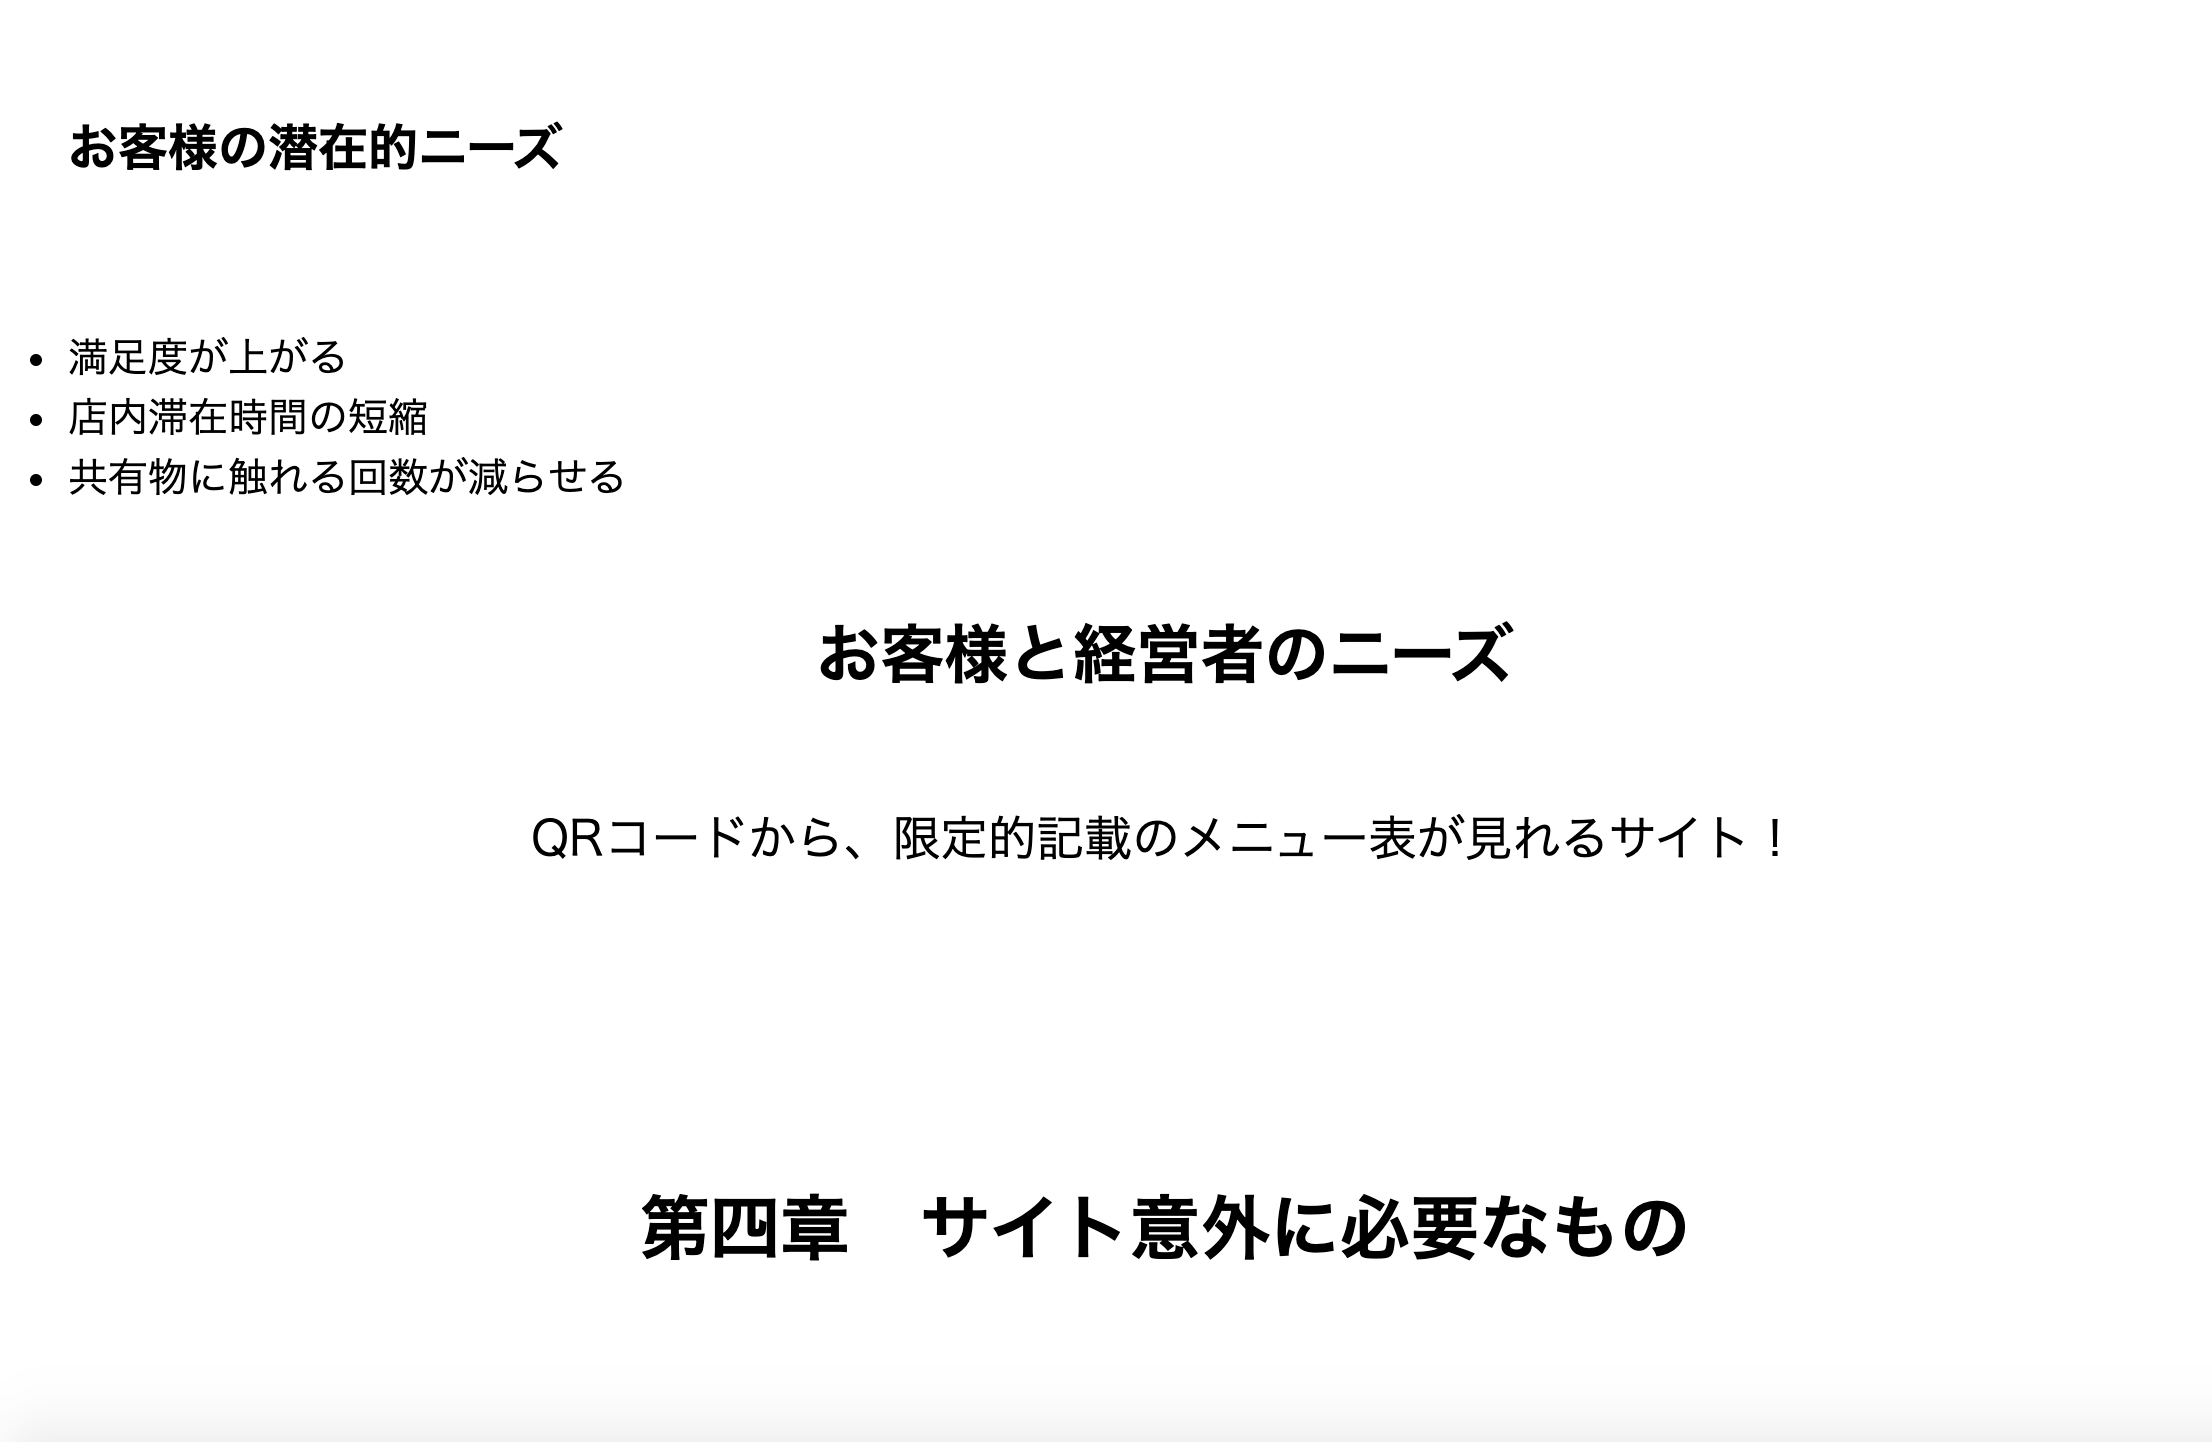 お客様の潜在的ニーズ
満足度が上がる
店内滞在時間の短縮
共有物に触れる回数が減らせる
お客様と経営者のニーズ
QRコードから、限定的記載のメニュー表が見れるサイト！
第四章　サイト意外に必要なもの